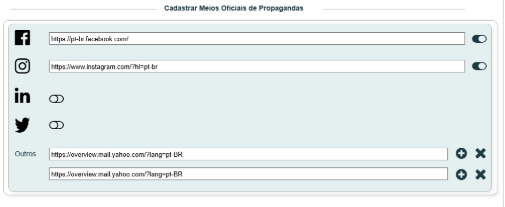 Cadastrar Meios Oficiais de Propagandas
https://pt-br.facebook.com/
https://www.instagram.com/?hl=pt-br
in
Outros https://overview.mail.yahoo.com/?lang=pt-BR
https://overview.mail.yahoo.com/?lang=pt-BR